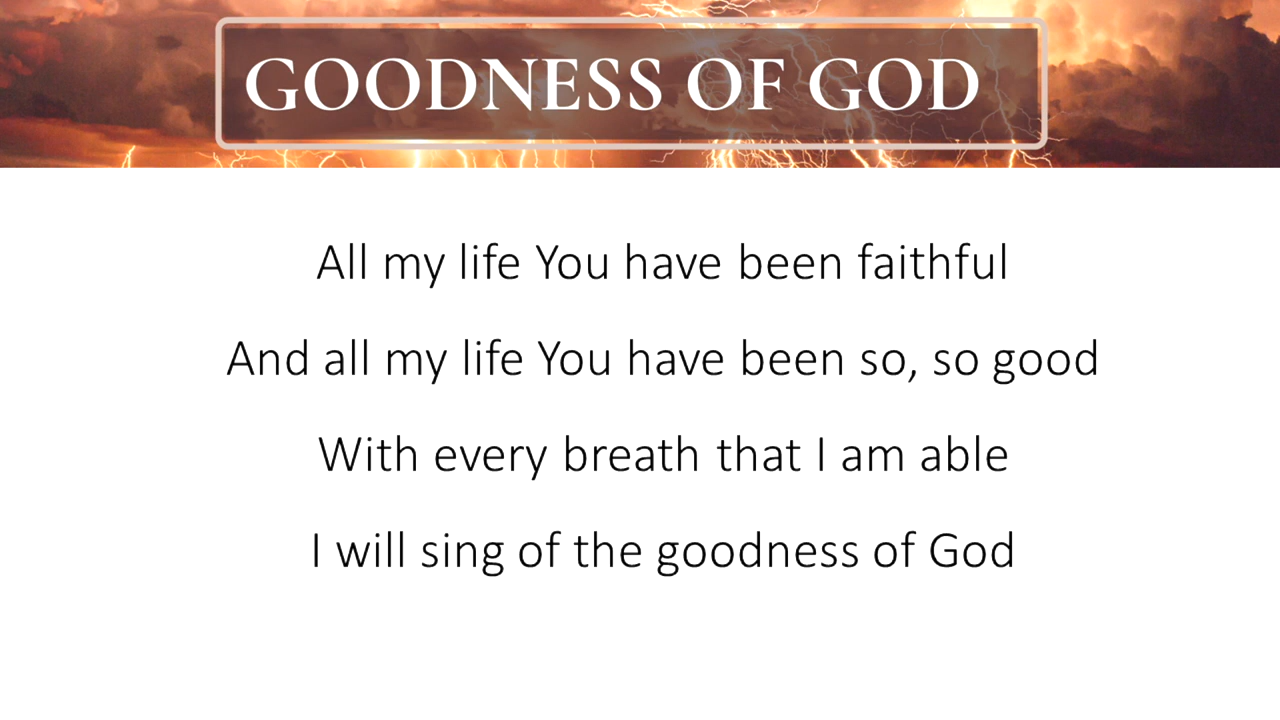 GOODNESS OF GOD
All my life You have been faithful
And all my life You have been so, so good
With every breath that I am able
I will sing of the goodness of God